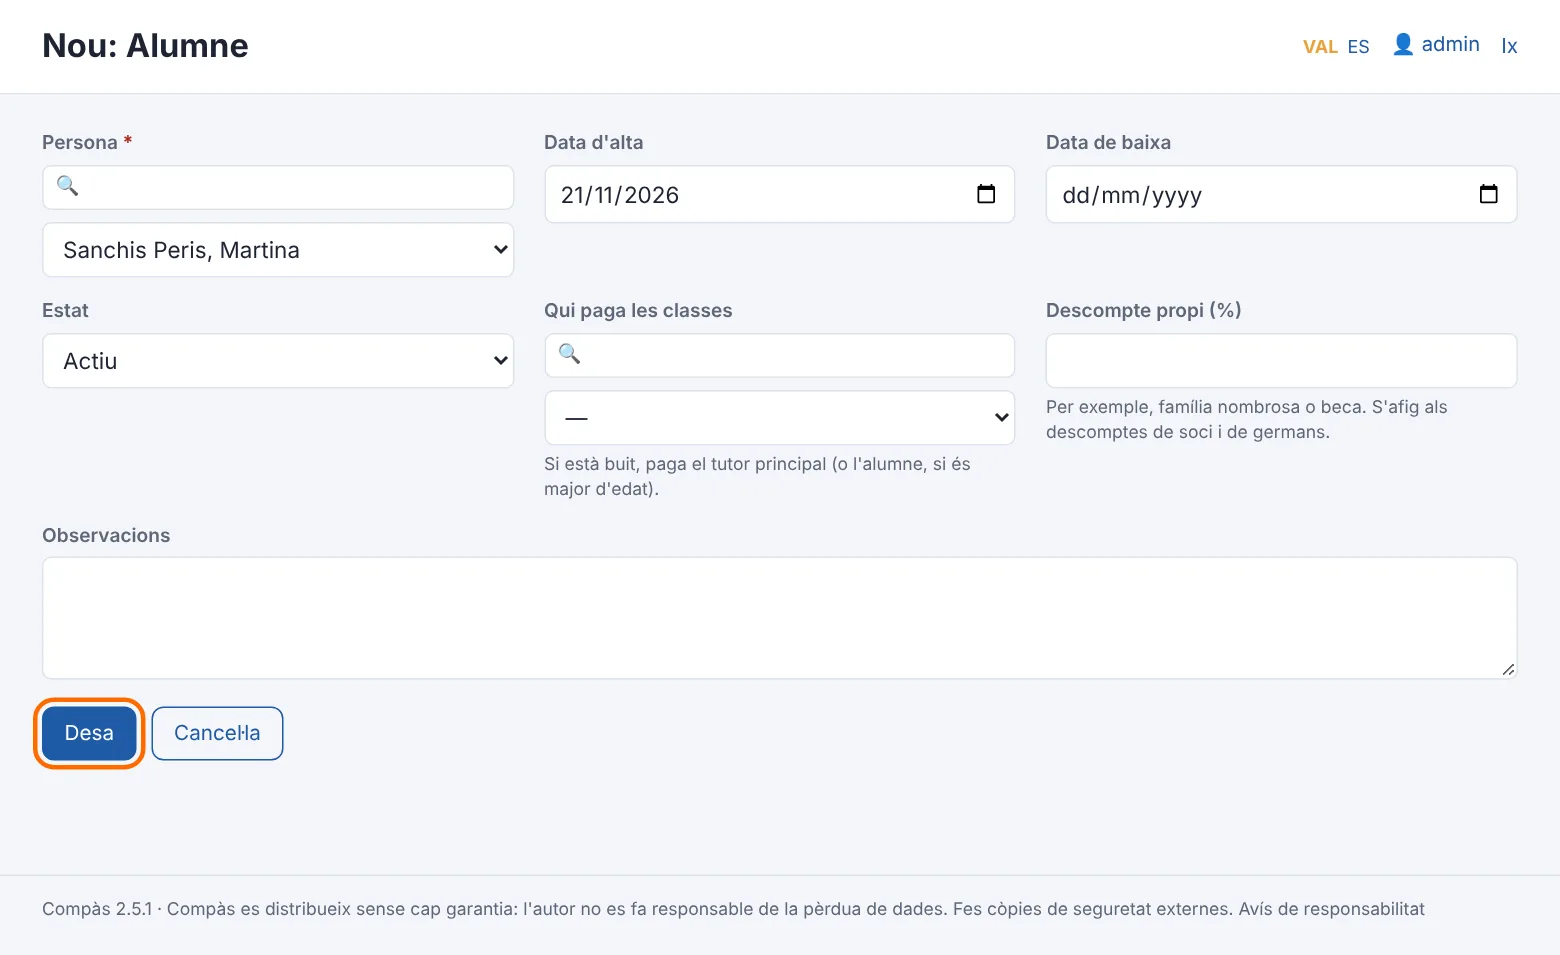 Nou: Alumne
VAL ES admin Ix
Persona *
Data d'alta
Data de baixa
21/11/2026
dd/mm/yyyy
Sanchis Peris, Martina
Estat
Qui paga les classes
Descompte propi (%)
Actiu
—
Per exemple, família nombrosa o beca. S'afig als
descomptes de soci i de germans.
Si està buit, paga el tutor principal (o l'alumne, si és
major d'edat).
Observacions
Desa
Cancel·la
Compàs 2.5.1 · Compàs es distribueix sense cap garantia: l'autor no es fa responsable de la pèrdua de dades. Fes còpies de seguretat externes. Avís de responsabilitat